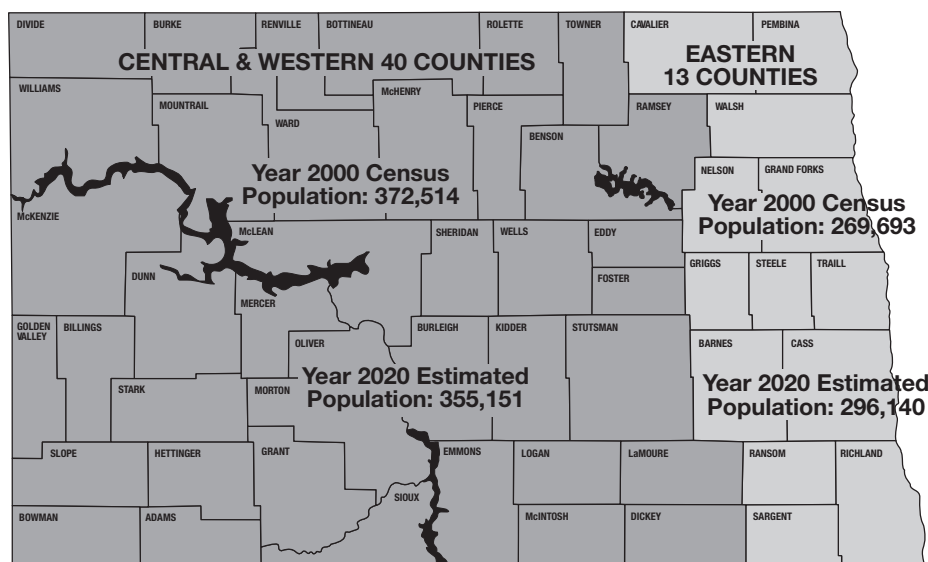 DIVIDE
BURKE
RENVILLE
BOTTINEAU
ROLETTE
TOWNER
CAVALIER
PEMBINA
CENTRAL & WESTERN 40 COUNTIES
EASTERN
13 COUNTIES
WILLIAMS
MOUNTRAIL
WARD
McHENRY
PIERCE
BENSON
RAMSEY
WALSH
Year 2000 Census
Population: 372,514
NELSON
GRAND FORKS
Year 2000 Census
Population: 269,693
McKENZIE
McLEAN
SHERIDAN
WELLS
EDDY
FOSTER
GRIGGS
STEELE
TRAILL
DUNN
MERCER
GOLDEN
VALLEY
BILLINGS
OLIVER
BURLEIGH
KIDDER
STUTSMAN
BARNES
CASS
STARK
MORTON
Year 2020 Estimated
Population: 355,151
Year 2020 Estimated
Population: 296,140
SLOPE
HETTINGER
GRANT
EMMONS
LOGAN
LaMOURE
RANSOM
RICHLAND
SIOUX
BOWMAN
ADAMS
McINTOSH
DICKEY
SARGENT